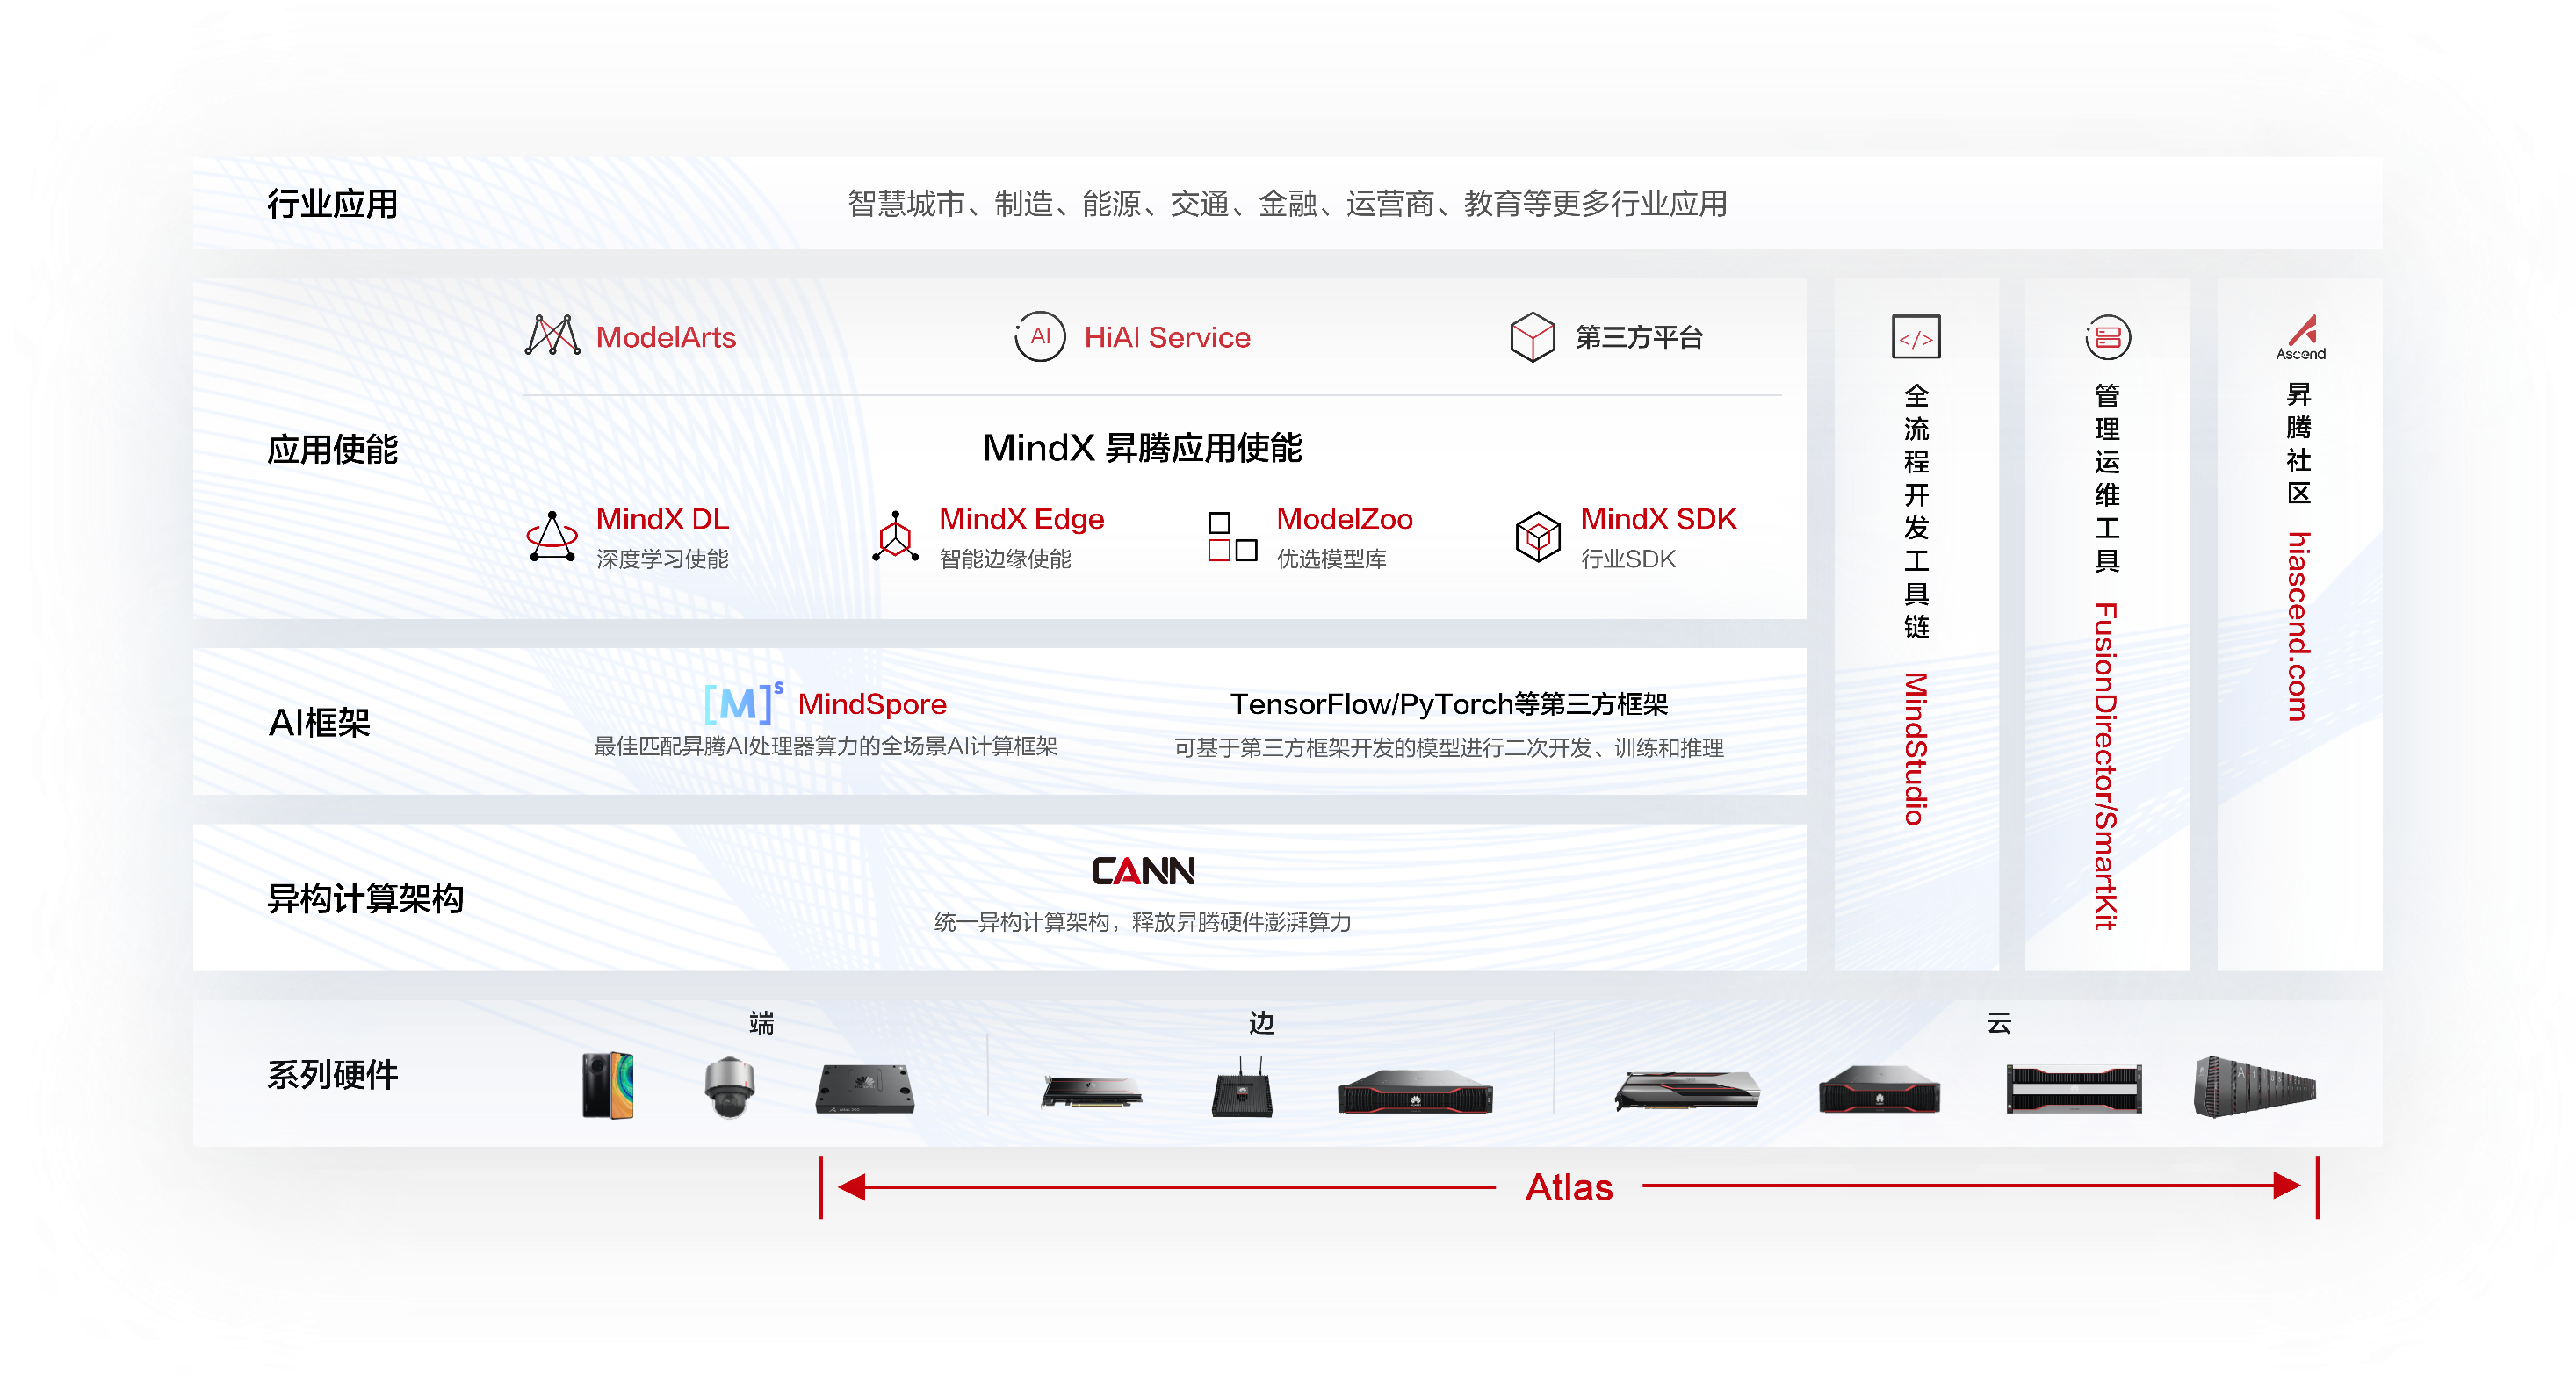 行业应用
智慧城市、制造、能源、交通、金融、运营商、教育等更多行业应用
ModelArts
AI
HiAI Service
第三方平台
应用使能
MindX 昇腾应用使能
MindX DL
深度学习使能
MindX Edge
智能边缘使能
ModelZoo
优选模型库
MindX SDK
行业SDK
</>
全流程开发工具链 MindStudio
管理运维工具 FusionDirector/SmartKit
Ascend
昇腾社区 hiascend.com
AI框架
[M]s MindSpore
最佳匹配昇腾AI处理器算力的全场景AI计算框架
TensorFlow/PyTorch等第三方框架
可基于第三方框架开发的模型进行二次开发、训练和推理
异构计算架构
CANN
统一异构计算架构，释放昇腾硬件澎湃算力
系列硬件
端
边
云
Atlas